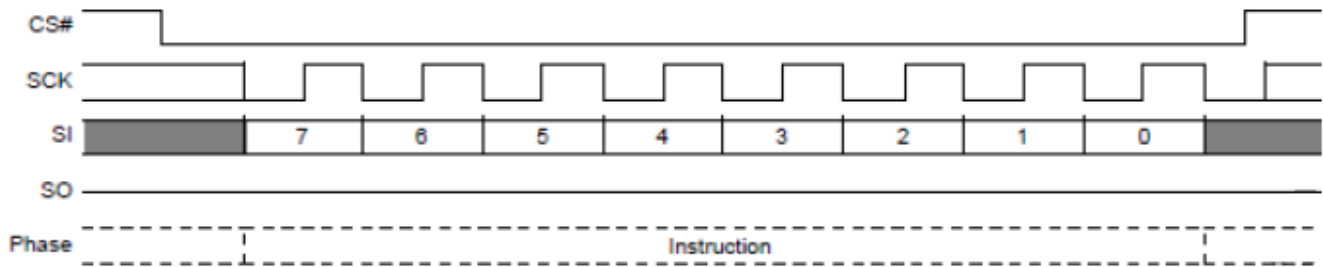 CS#
SCK
SI 7 6 5 4 3 2 1 0
SO
Phase Instruction